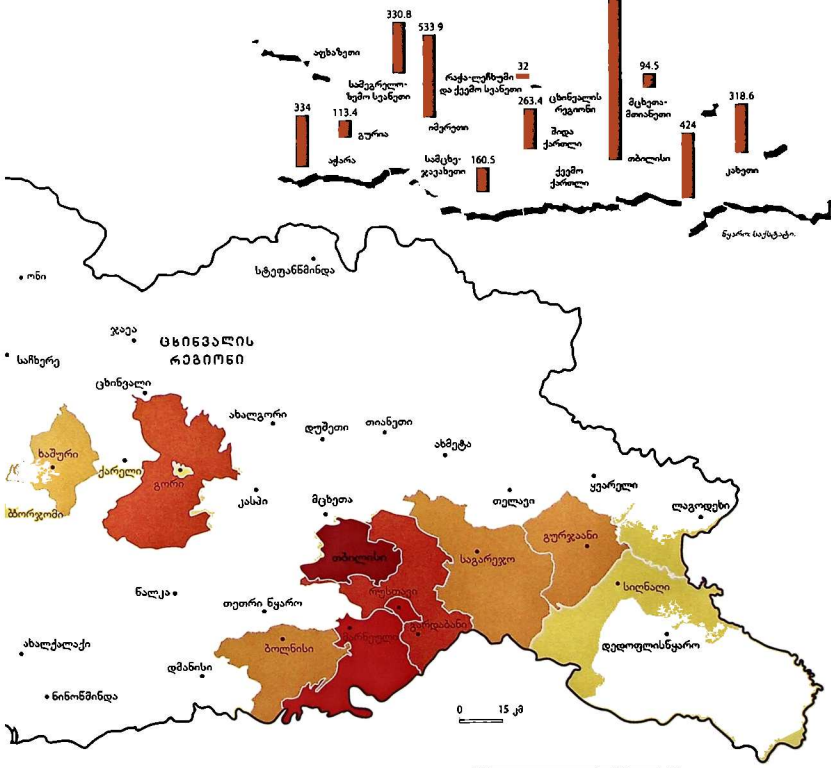 330.8
533 9
აფხაზეთი
სამეგრელო-
ზემო სვანეთი
32
რაჭა-ლეჩხუმი
და ქვემო სვანეთი
ცხინვალის
რეგიონი
94.5
მცხეთა-
მთიანეთი
318.6
334
113.4
გურია
იმერეთი
263.4
შიდა
ქართლი
424
აჭარა
სამცხე-
ჯავახეთი
160.5
ქვემო
ქართლი
თბილისი
კახეთი
წყარო: საქსტატი.
ონი
სტეფანწმინდა
ჯავა
ცხინვალის
რეგიონი
საჩხერე
ცხინვალი
ახალგორი
დუშეთი
თიანეთი
ახმეტა
ხაშური
ქარელი
გორი
კასპი
მცხეთა
თელავი
ყვარელი
ლაგოდეხი
ბორჯომი
თბილისი
საგარეჯო
გურჯაანი
წალკა
თეთრი წყარო
რუსთავი
სიღნაღი
ახალქალაქი
ბოლნისი
მარნეული
გარდაბანი
დედოფლისწყარო
დმანისი
ნინოწმინდა
0 15 კმ